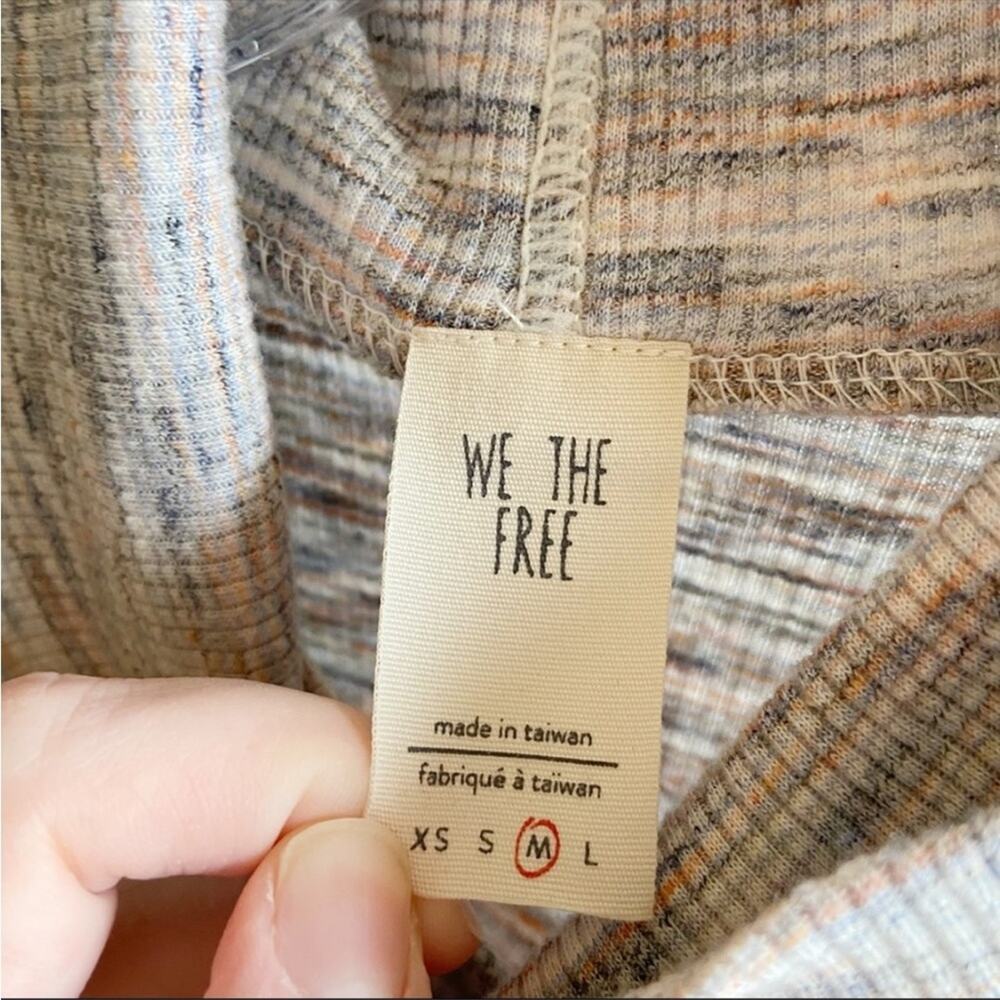 WE THE
FREE
made in taiwan
fabriqué à taïwan
XS S M L